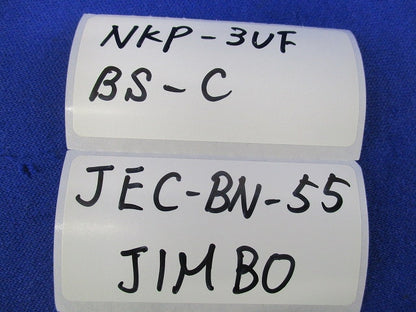 NKP-3UF
BS-C
JEC-BN-55
JIMBO